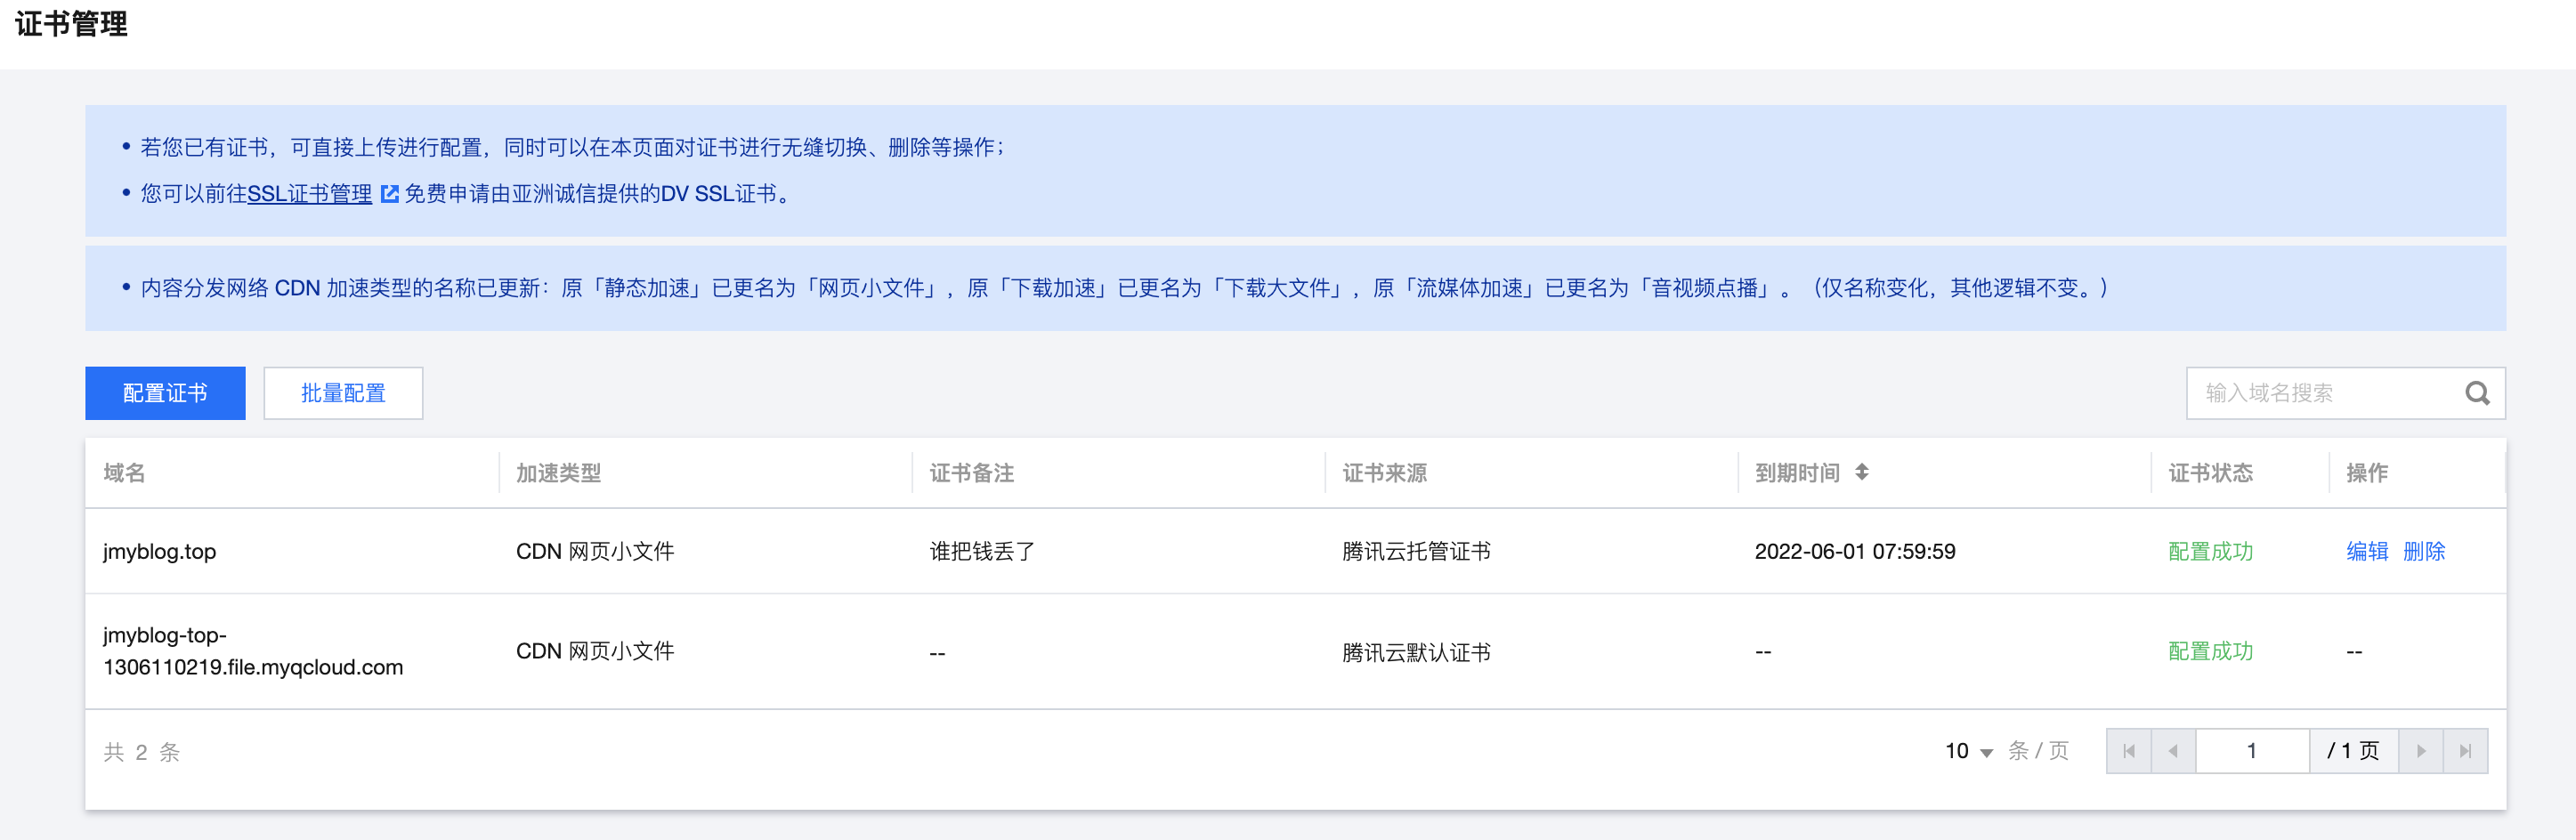 证书管理
若您已有证书，可直接上传进行配置，同时可以在本页面对证书进行无缝切换、删除等操作；
您可以前往SSL证书管理 免费申请由亚洲诚信提供的DV SSL证书。
内容分发网络 CDN 加速类型的名称已更新：原「静态加速」已更名为「网页小文件」，原「下载加速」已更名为「下载大文件」，原「流媒体加速」已更名为「音视频点播」。（仅名称变化，其他逻辑不变。）
配置证书 批量配置 输入域名搜索
域名 加速类型 证书备注 证书来源 到期时间 证书状态 操作
jmyblog.top CDN 网页小文件 谁把钱丢了 腾讯云托管证书 2022-06-01 07:59:59 配置成功 编辑 删除
jmyblog-top-
1306110219.file.myqcloud.com CDN 网页小文件 -- 腾讯云默认证书 -- 配置成功 --
共 2 条 10 条 / 页 1 / 1 页